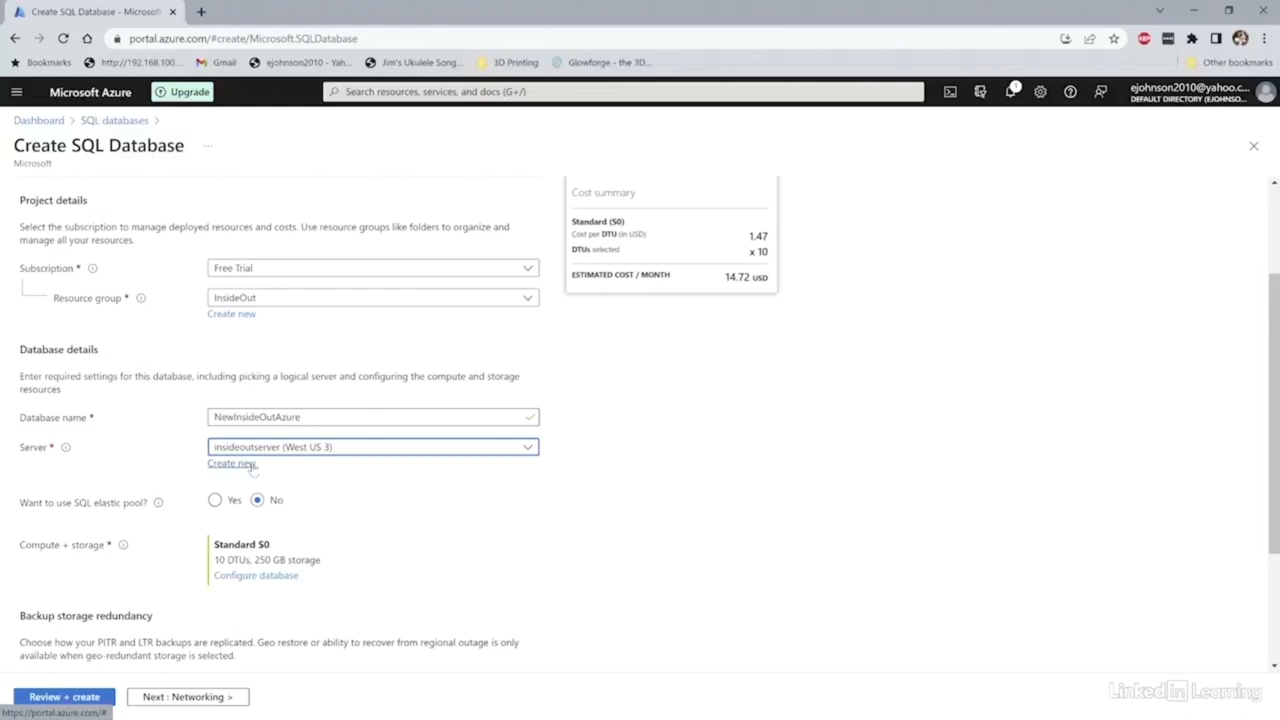 Create SQL Database - Microsoft
portal.azure.com/#create/Microsoft.SQLDatabase
Bookmarks
http://192.168.100...
Gmail
ejohnson2010 - Yah...
Jim's Ukulele Song...
3D Printing
Glowforge - the 3D...
Other bookmarks
Microsoft Azure
Upgrade
Search resources, services, and docs (G+/)
1
ejohnson2010@yahoo.c...
DEFAULT DIRECTORY (EJOHNSO...
Dashboard > SQL databases >
Create SQL Database ...
Microsoft
Project details
Select the subscription to manage deployed resources and costs. Use resource groups like folders to organize and
manage all your resources.
Subscription *
Free Trial
Resource group *
InsideOut
Create new
Database details
Enter required settings for this database, including picking a logical server and configuring the compute and storage
resources
Database name *
NewInsideOutAzure
Server *
insideoutserver (West US 3)
Create new
Want to use SQL elastic pool?
Yes
No
Compute + storage *
Standard S0
10 DTUs, 250 GB storage
Configure database
Backup storage redundancy
Choose how your PITR and LTR backups are replicated. Geo restore or ability to recover from regional outage is only
available when geo-redundant storage is selected.
Cost summary
Standard (S0)
Cost per DTU (in USD) 1.47
DTUs selected x 10
ESTIMATED COST / MONTH 14.72 USD
Review + create
Next : Networking >
https://portal.azure.com/#
LinkedIn Learning